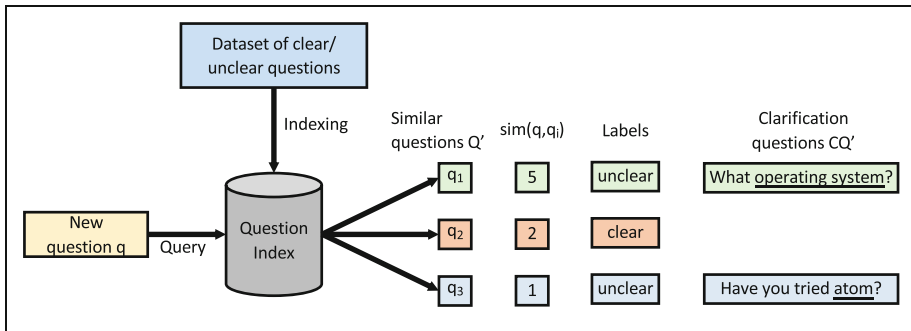 Dataset of clear/
unclear questions
Indexing
Similar
questions Q'
sim(q,qi)
Labels
Clarification
questions CQ'
q1
5
unclear
What operating system?
New
question q
Query
Question
Index
q2
2
clear
q3
1
unclear
Have you tried atom?